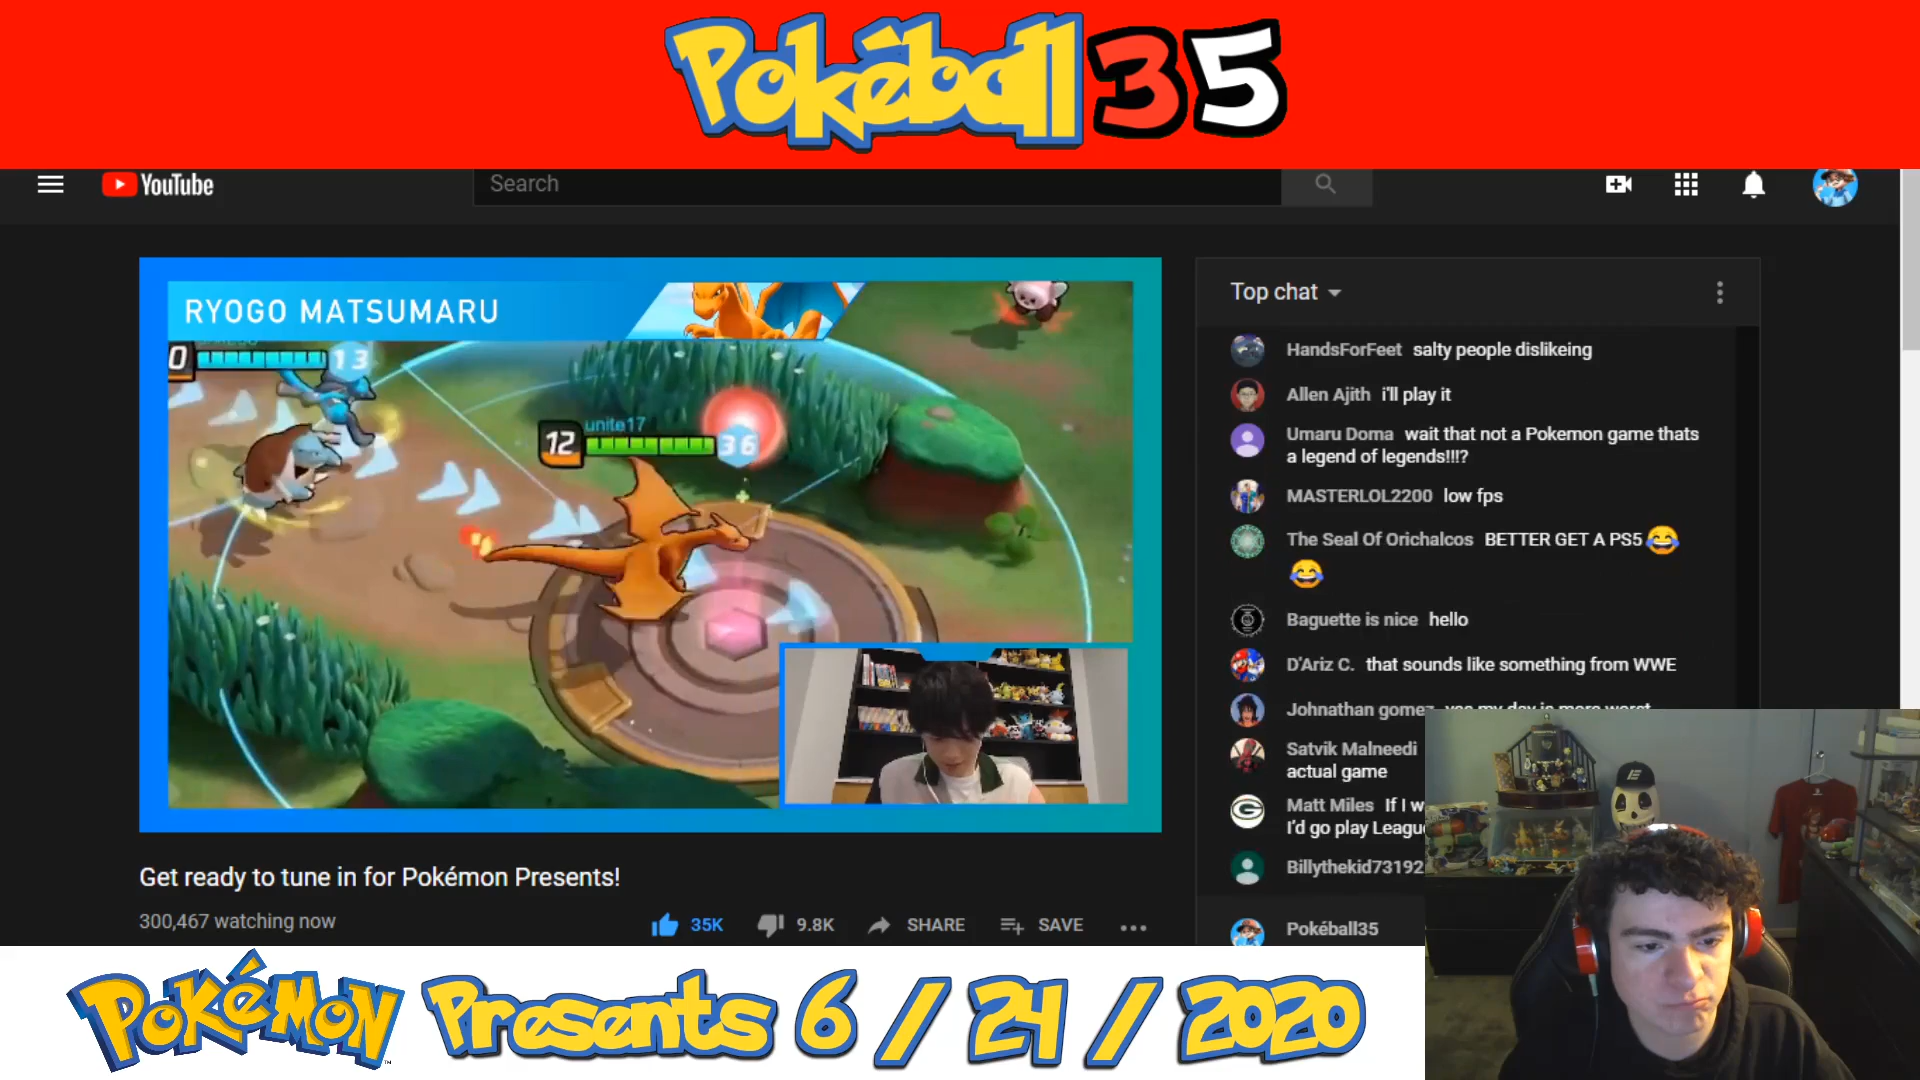 Pokéball 35
YouTube
Search
RYOGO MATSUMARU
0 13
unite17
12 36
Top chat
HandsForFeet salty people dislikeing
Allen Ajith i'll play it
Umaru Doma wait that not a Pokemon game thats
a legend of legends!!!?
MASTERLOL2200 low fps
The Seal Of Orichalcos BETTER GET A PS5😂
😂
Baguette is nice hello
D'Ariz C. that sounds like something from WWE
Johnathan gomez
Satvik Malneedi
actual game
Matt Miles If I w
I'd go play Leagu
Billythekid73192
Pokéball35
Get ready to tune in for Pokémon Presents!
300,467 watching now
35K 9.8K SHARE SAVE
POKéMON Presents 6 / 24 / 2020